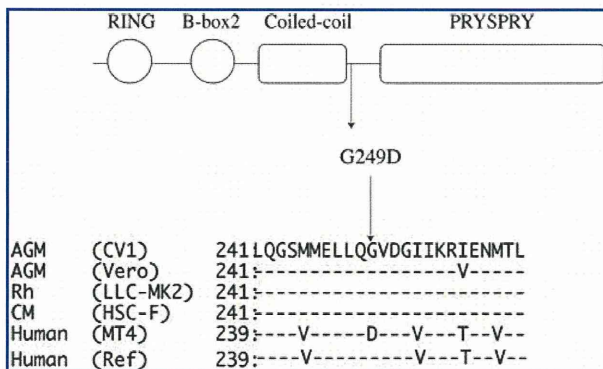 RING B-box2 Coiled-coil PRYSPRY
G249D
AGM (CV1) 241:LQGSMMELLQGVDGIIKRIENMTL
AGM (Vero) 241:------------------V-----
Rh (LLC-MK2) 241:------------------------
CM (HSC-F) 241:------------------------
Human (MT4) 239:----V-----D---V---T--V--
Human (Ref) 239:----V---------V---T--V--